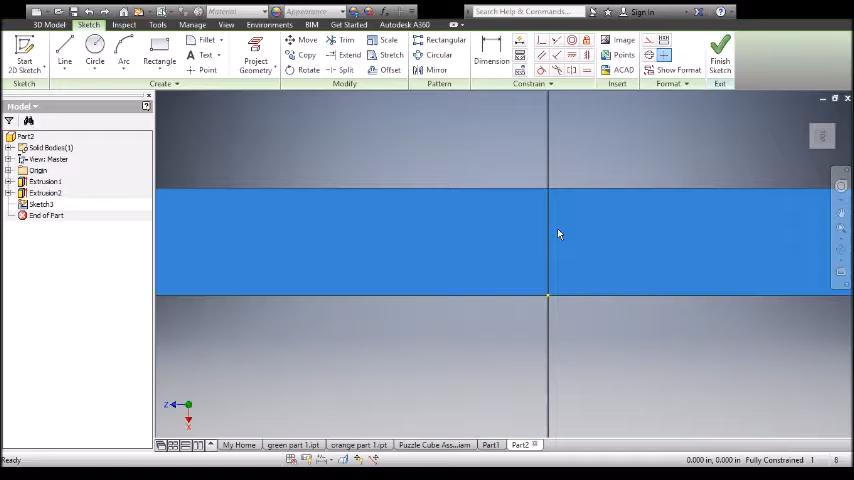 Material
Appearance
Search Help & Commands...
Sign In
3D Model Sketch Inspect Tools Manage View Environments BIM Get Started Autodesk A360
Start
2D Sketch
Line
Circle
Arc
Rectangle
Fillet
Text
Point
Project
Geometry
Move
Copy
Rotate
Trim
Extend
Split
Scale
Stretch
Offset
Rectangular
Circular
Mirror
Dimension
Image
Points
ACAD
Show Format
Finish
Sketch
Sketch
Create
Modify
Pattern
Constrain
Insert
Format
Exit
Model
Part2
Solid Bodies(1)
View: Master
Origin
Extrusion1
Extrusion2
Sketch3
End of Part
TOP
Z
X
My Home
green part 1.ipt
orange part 1.ipt
Puzzle Cube Ass...iam
Part1
Part2
Ready
0.000 in, 0.000 in
Fully Constrained
1
8